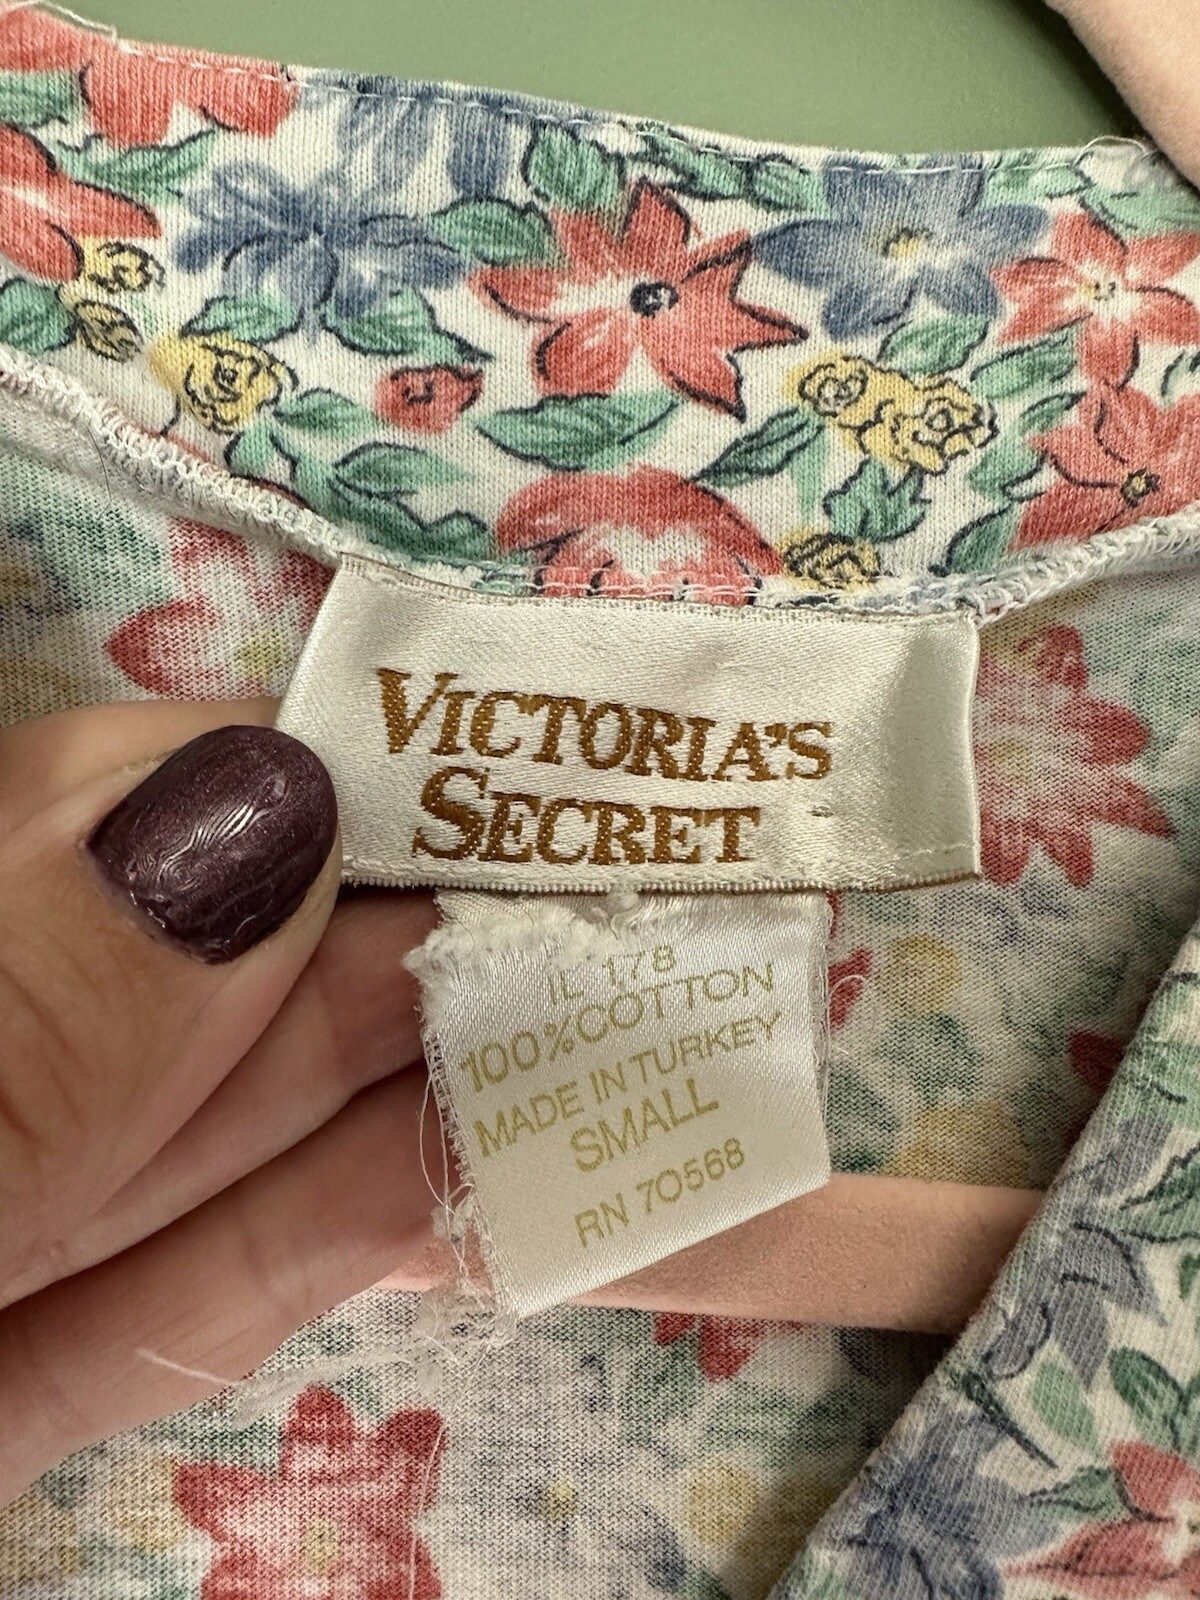 VICTORIA'S
SECRET
IL 178
100%COTTON
MADE IN TURKEY
SMALL
RN 70568